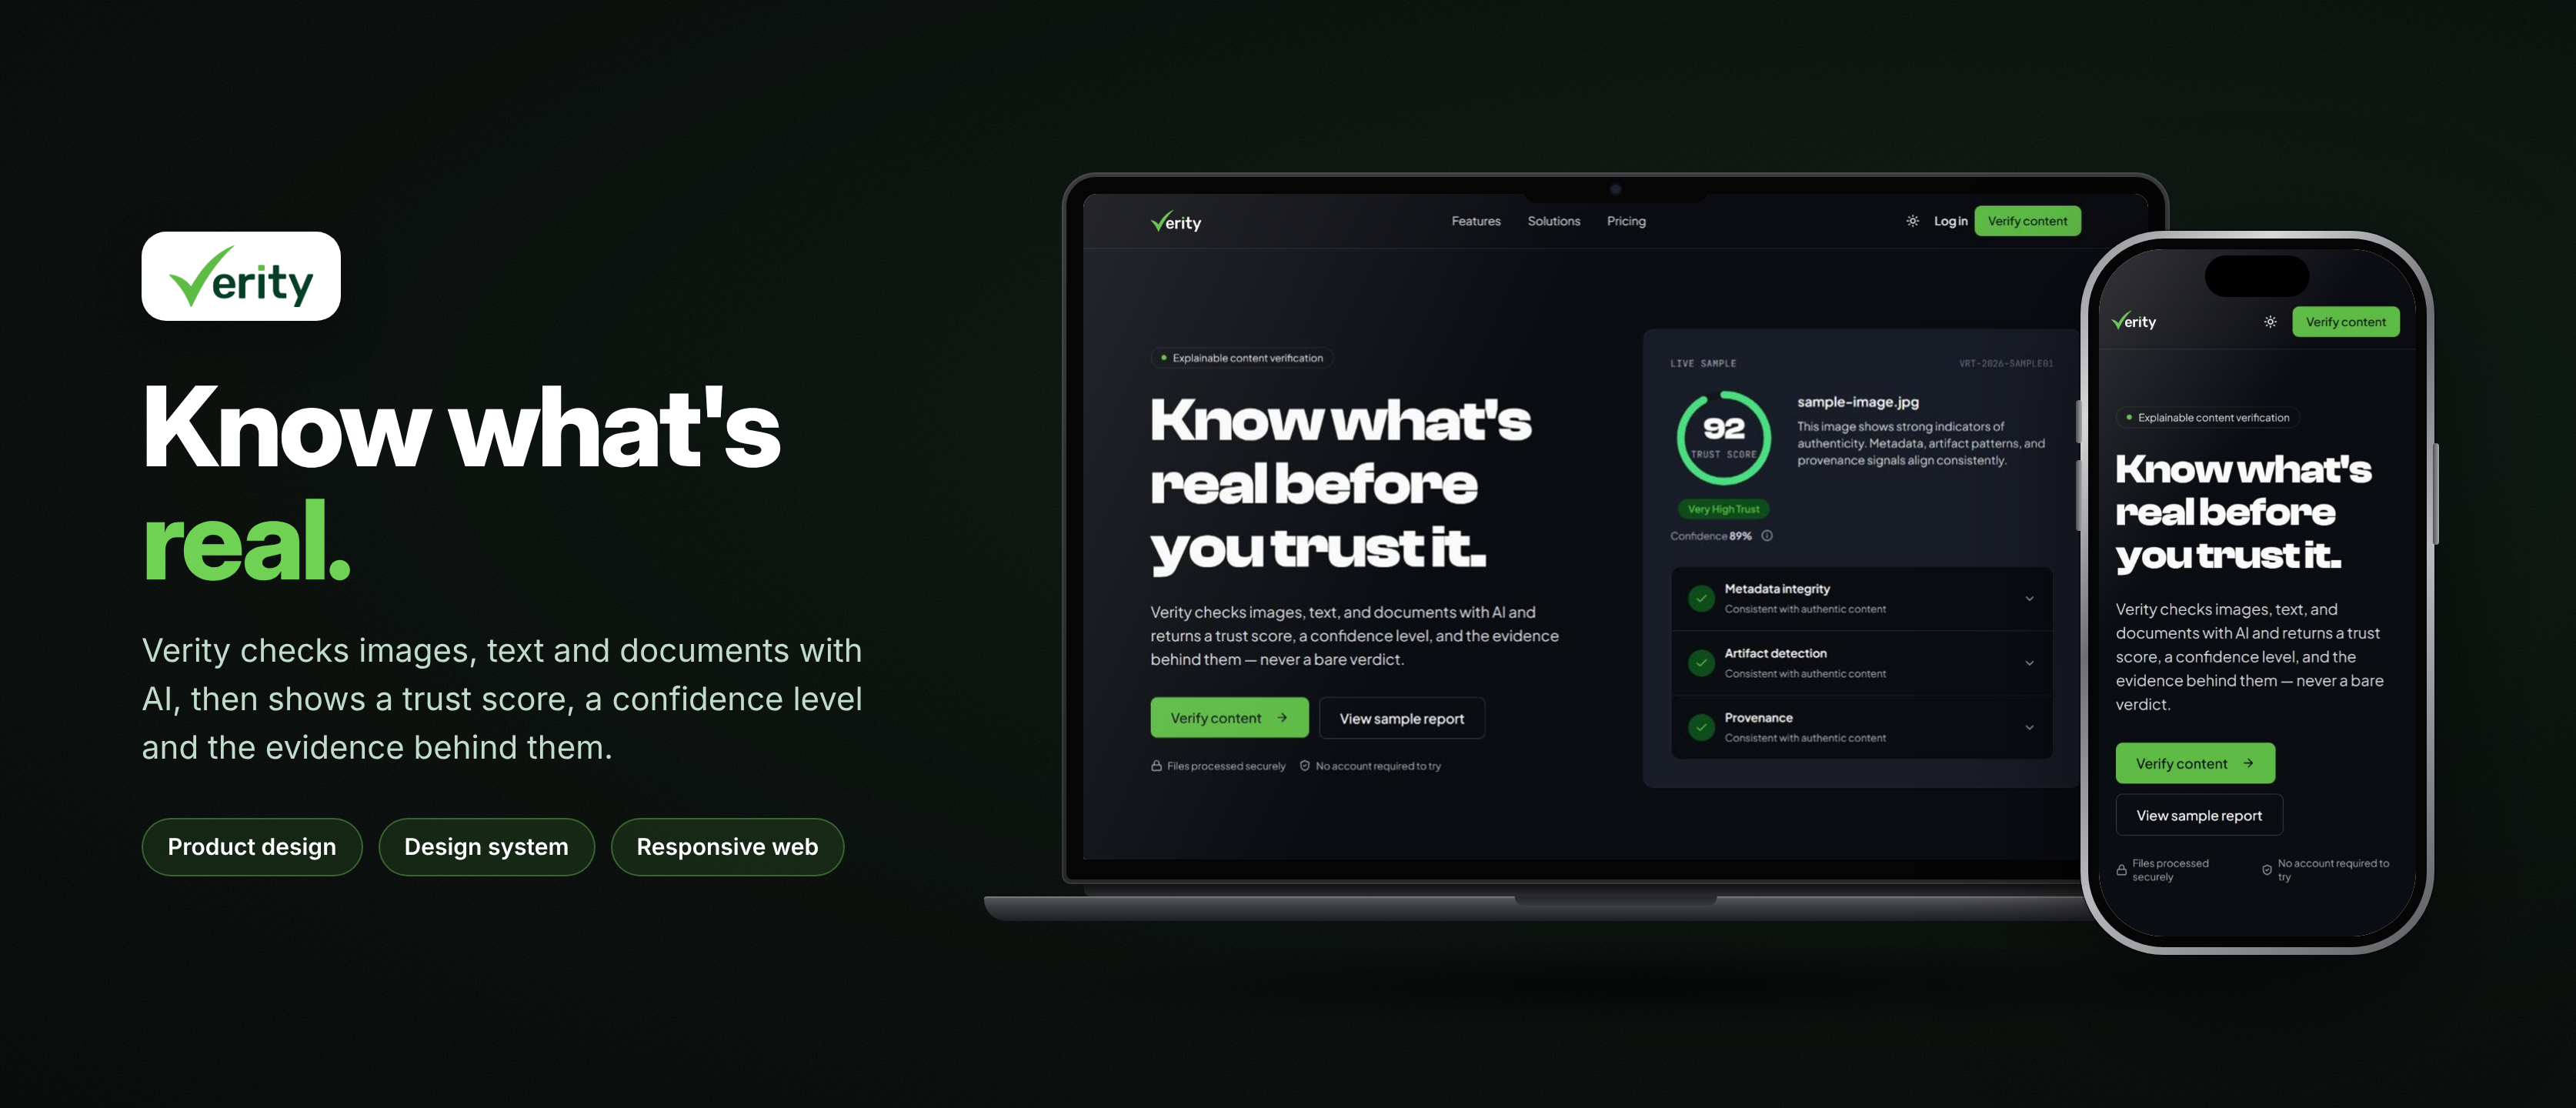 Verity
Know what's
real.
Verity checks images, text and documents with
AI, then shows a trust score, a confidence level
and the evidence behind them.
Product design
Design system
Responsive web
Verity
Features
Solutions
Pricing
Log in
Verify content
Explainable content verification
Know what's
real before
you trust it.
Verity checks images, text, and documents with AI and
returns a trust score, a confidence level, and the evidence
behind them — never a bare verdict.
Verify content
View sample report
Files processed securely
No account required to try
LIVE SAMPLE
VRT-2026-SAMPLE01
92
TRUST SCORE
Very High Trust
Confidence 89%
sample-image.jpg
This image shows strong indicators of
authenticity. Metadata, artifact patterns, and
provenance signals align consistently.
Metadata integrity
Consistent with authentic content
Artifact detection
Consistent with authentic content
Provenance
Consistent with authentic content
Verity
Verify content
Explainable content verification
Know what's
real before
you trust it.
Verity checks images, text, and
documents with AI and returns a trust
score, a confidence level, and the
evidence behind them — never a bare
verdict.
Verify content
View sample report
Files processed
securely
No account required to
try